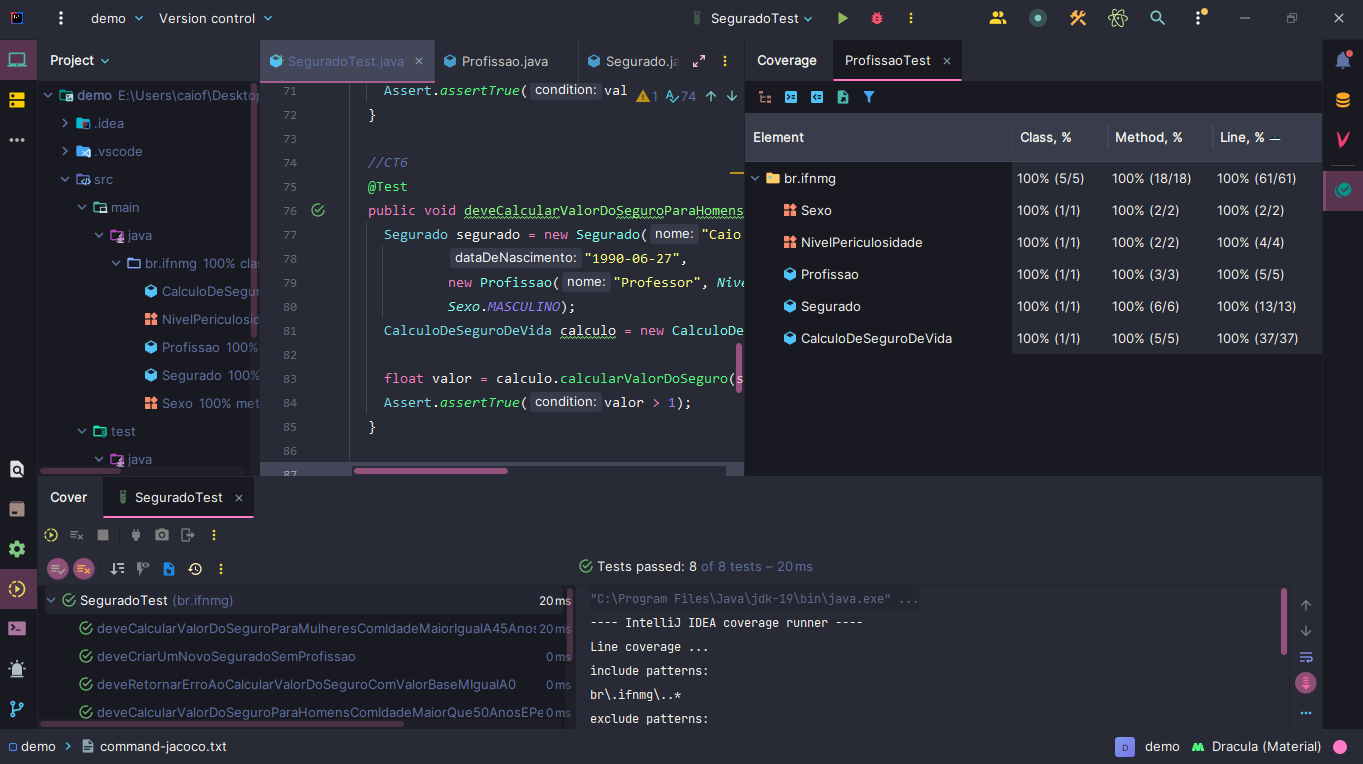 demo
Version control
SeguradoTest
Project
SeguradoTest.java
Profissao.java
Segurado.ja
Coverage
ProfissaoTest
demo E:\Users\caiof\Deskto
.idea
.vscode
src
main
java
br.ifnmg 100% cla
CalculoDeSegur
NivelPericulosid
Profissao 100%
Segurado 100%
Sexo 100% met
test
java
1 74
71 Assert.assertTrue( condition: val
72 }
73
74 //CT6
75 @Test
76 public void deveCalcularValorDoSeguroParaHomens
77 Segurado segurado = new Segurado( nome: "Caio
78 dataDeNascimento: "1990-06-27",
79 new Profissao( nome: "Professor", Nive
80 Sexo.MASCULINO);
81 CalculoDeSeguroDeVida calculo = new CalculoDe
82
83 float valor = calculo.calcularValorDoSeguro(s
84 Assert.assertTrue( condition: valor > 1);
85 }
86
87
Element Class, % Method, % Line, %
br.ifnmg 100% (5/5) 100% (18/18) 100% (61/61)
Sexo 100% (1/1) 100% (2/2) 100% (2/2)
NivelPericulosidade 100% (1/1) 100% (2/2) 100% (4/4)
Profissao 100% (1/1) 100% (3/3) 100% (5/5)
Segurado 100% (1/1) 100% (6/6) 100% (13/13)
CalculoDeSeguroDeVida 100% (1/1) 100% (5/5) 100% (37/37)
Cover
SeguradoTest
Tests passed: 8 of 8 tests – 20 ms
SeguradoTest (br.ifnmg) 20 ms
deveCalcularValorDoSeguroParaMulheresComIdadeMaiorIgualA45Anos 20 ms
deveCriarUmNovoSeguradoSemProfissao 0 ms
deveRetornarErroAoCalcularValorDoSeguroComValorBaseMIgualA0 0 ms
deveCalcularValorDoSeguroParaHomensComIdadeMaiorQue50AnosEPe 0 ms
"C:\Program Files\Java\jdk-19\bin\java.exe" ...
---- IntelliJ IDEA coverage runner ----
Line coverage ...
include patterns:
br\.ifnmg\..*
exclude patterns:
demo
command-jacoco.txt
D demo
Dracula (Material)